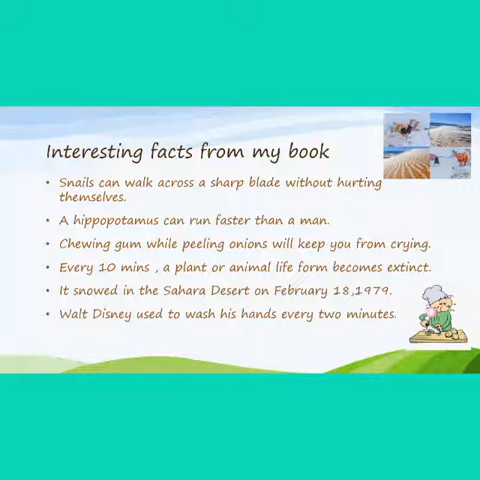 Interesting facts from my book
• Snails can walk across a sharp blade without hurting
themselves.
• A hippopotamus can run faster than a man.
• Chewing gum while peeling onions will keep you from crying.
• Every 10 mins , a plant or animal life form becomes extinct.
• It snowed in the Sahara Desert on February 18,1979.
• Walt Disney used to wash his hands every two minutes.